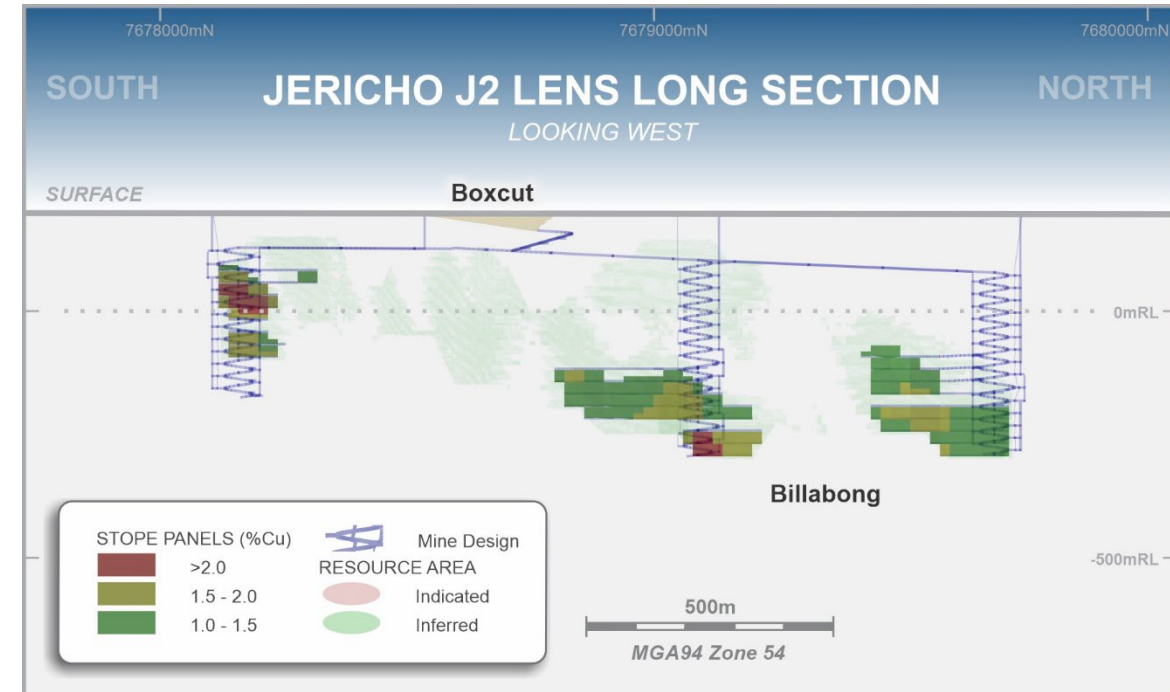 7678000mN 7679000mN 7680000mN
SOUTH JERICHO J2 LENS LONG SECTION NORTH
LOOKING WEST
SURFACE Boxcut
0mRL
Billabong
-500mRL
STOPE PANELS (%Cu)
>2.0
1.5 - 2.0
1.0 - 1.5
Mine Design
RESOURCE AREA
Indicated
Inferred
500m
MGA94 Zone 54